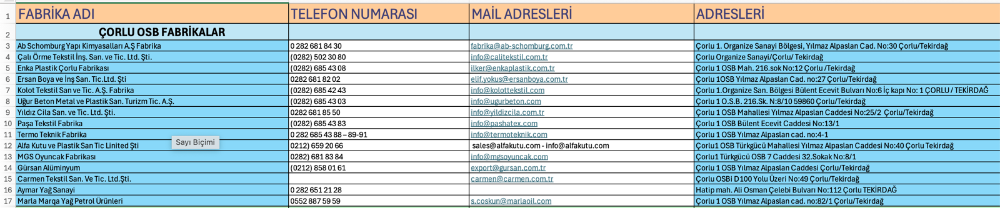 FABRİKA ADI TELEFON NUMARASI MAİL ADRESLERİ ADRESLERİ
1
2 ÇORLU OSB FABRİKALAR
3 Ab Schomburg Yapı Kimyasalları A.Ş Fabrika 0 282 681 84 30 fabrika@ab-schomburg.com.tr Çorlu 1. Organize Sanayi Bölgesi, Yılmaz Alpaslan Cad. No:30 Çorlu/Tekirdağ
4 Çalı Örme Tekstil İnş. San. ve Tic. Ltd. Şti. (0282) 502 30 80 info@calitekstil.com.tr Çorlu Organize Sanayi/Çorlu/ Tekirdağ
5 Enka Plastik Çorlu Fabrikası (0282) 685 43 08 ilker@enkaplastik.com.tr Çorlu 1 OSB Mah. 216.sok No:12 Çorlu /Tekirdağ
6 Ersan Boya ve İnş San. Tic.Ltd. Şti 0282 681 82 02 elif.yokus@ersanboya.com.tr Çorlu 1OSB Yılmaz Alpaslan Cad. no:27 Çorlu/Tekirdağ
7 Kolot Tekstil San ve Tic. A.Ş. Fabrika (0282) 685 42 43 info@kolottekstil.com Çorlu 1.Organize San. Bölgesi Bülent Ecevit Bulvarı No:6 İç kapı No: 1 ÇORLU / TEKİRDAĞ
8 Uğur Beton Metal ve Plastik San. Turizm Tic. A.Ş. (0282) 685 43 03 info@ugurbeton.com Çorlu 1 O.S.B. 216.Sk. N:8/10 59860 Çorlu/Tekirdağ
9 Yıldız Cila San. ve Tic. Ltd. Şti. 0282 681 85 50 info@yildizcila.com.tr Çorlu 1 OSB Mahallesi Yılmaz Alpaslan Caddesi No:25/2 Çorlu/Tekirdağ
10 Paşa Tekstil Fabrika (0282) 685 43 83 info@pashatex.com Çorlu 1 OSB Bülent Ecevit Caddesi No:13/1
11 Termo Teknik Fabrika 0 282 685 43 88 – 89-91 info@termoteknik.com Çorlu 1 OSB Yılmaz Alpaslan cad. no:4-1
Sayı Biçimi
12 Alfa Kutu ve Plastik San Tic Linited Şti 0212) 659 20 66 sales@alfakutu.com - info@alfakutu.com Çorlu1 OSB Türkgücü Mahallesi Yılmaz Alpaslan Caddesi No:40 Çorlu Tekirdağ
13 MGS Oyuncak Fabrikası 0282) 681 83 84 info@mgsoyuncak.com Çorlu1 Türkgücü OSB 7 Caddesi 32.Sokak No:8/1
14 Gürsan Alüminyum (0212) 858 01 61 export@gursan.com.tr Çorlu 1 OSB Yılmaz Alpaslan Caddesi Çorlu/Tekirdağ
15 Carmen Tekstil Ve Tic. Ltd.Şti. carmen@carmen.com.tr Çorlu OSBi D100 Yolu Üzeri No:49 Çorlu/Tekirdağ
16 Aymar Yağ Sanayi 0 282 651 21 28 Hatip mah. Ali Osman Çelebi Bulvarı No:112 Çorlu TEKİRDAĞ
17 Marla Marqa Yağ Petrol Ürünleri 0552 887 59 59 s.coskun@marlaoil.com Çorlu 1 OSB Yılmaz Alpaslan cad. no:82/1 Çorlu/Tekirdağ